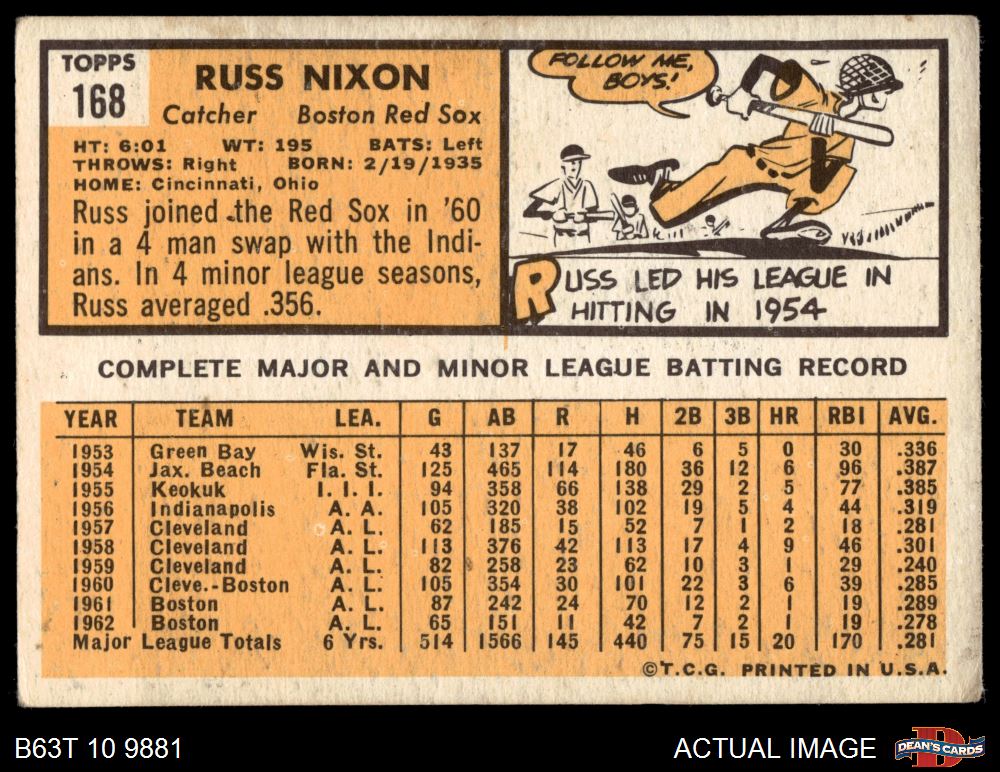 TOPPS
168
RUSS NIXON
Catcher Boston Red Sox
HT: 6:01 WT: 195 BATS: Left
THROWS: Right BORN: 2/19/1935
HOME: Cincinnati, Ohio
Russ joined the Red Sox in '60
in a 4 man swap with the Indi-
ans. In 4 minor league seasons,
Russ averaged .356.
FOLLOW ME,
BOYS!
RUSS LED HIS LEAGUE IN
HITTING IN 1954
COMPLETE MAJOR AND MINOR LEAGUE BATTING RECORD
YEAR TEAM LEA. G AB R H 2B 3B HR RBI AVG.
1953 Green Bay Wis. St. 43 137 17 46 6 5 0 30 .336
1954 Jax. Beach Fla. St. 125 465 114 180 36 12 6 96 .387
1955 Keokuk I. I. I. 94 358 66 138 29 2 5 77 .385
1956 Indianapolis A. A. 105 320 38 102 19 5 4 44 .319
1957 Cleveland A. L. 62 185 15 52 7 1 2 18 .281
1958 Cleveland A. L. 113 376 42 113 17 4 9 46 .301
1959 Cleveland A. L. 82 258 23 62 10 3 1 29 .240
1960 Cleve.-Boston A. L. 105 354 30 101 22 3 6 39 .285
1961 Boston A. L. 87 242 24 70 12 2 1 19 .289
1962 Boston A. L. 65 151 11 42 7 2 1 19 .278
Major League Totals 6 Yrs. 514 1566 145 440 75 15 20 170 .281
©T.C.G. PRINTED IN U.S.A.
B63T 10 9881
ACTUAL IMAGE
D
DEAN'S CARDS